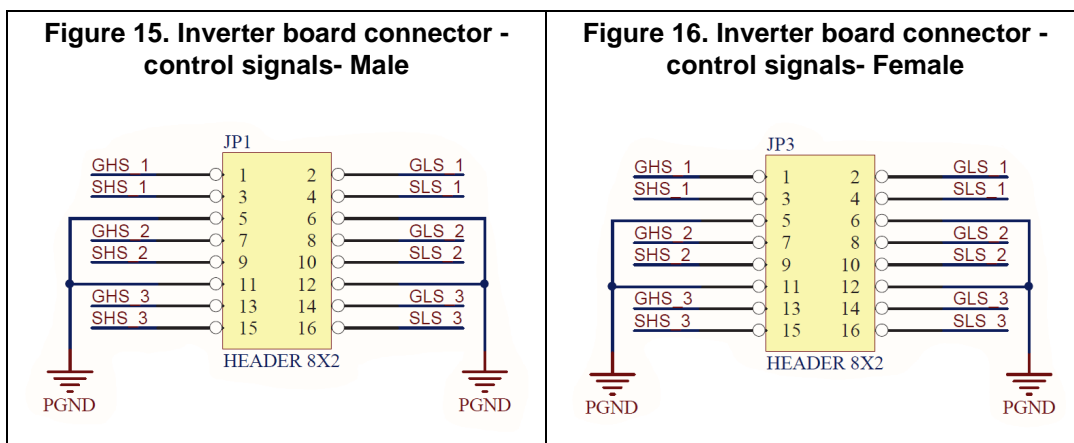 Figure 15. Inverter board connector -
control signals- Male
JP1
GHS_1 1 2 GLS_1
SHS_1 3 4 SLS_1
5 6
GHS_2 7 8 GLS_2
SHS_2 9 10 SLS_2
11 12
GHS_3 13 14 GLS_3
SHS_3 15 16 SLS_3
HEADER 8X2
PGND PGND
Figure 16. Inverter board connector -
control signals- Female
JP3
GHS_1 1 2 GLS_1
SHS_1 3 4 SLS_1
5 6
GHS_2 7 8 GLS_2
SHS_2 9 10 SLS_2
11 12
GHS_3 13 14 GLS_3
SHS_3 15 16 SLS_3
HEADER 8X2
PGND PGND